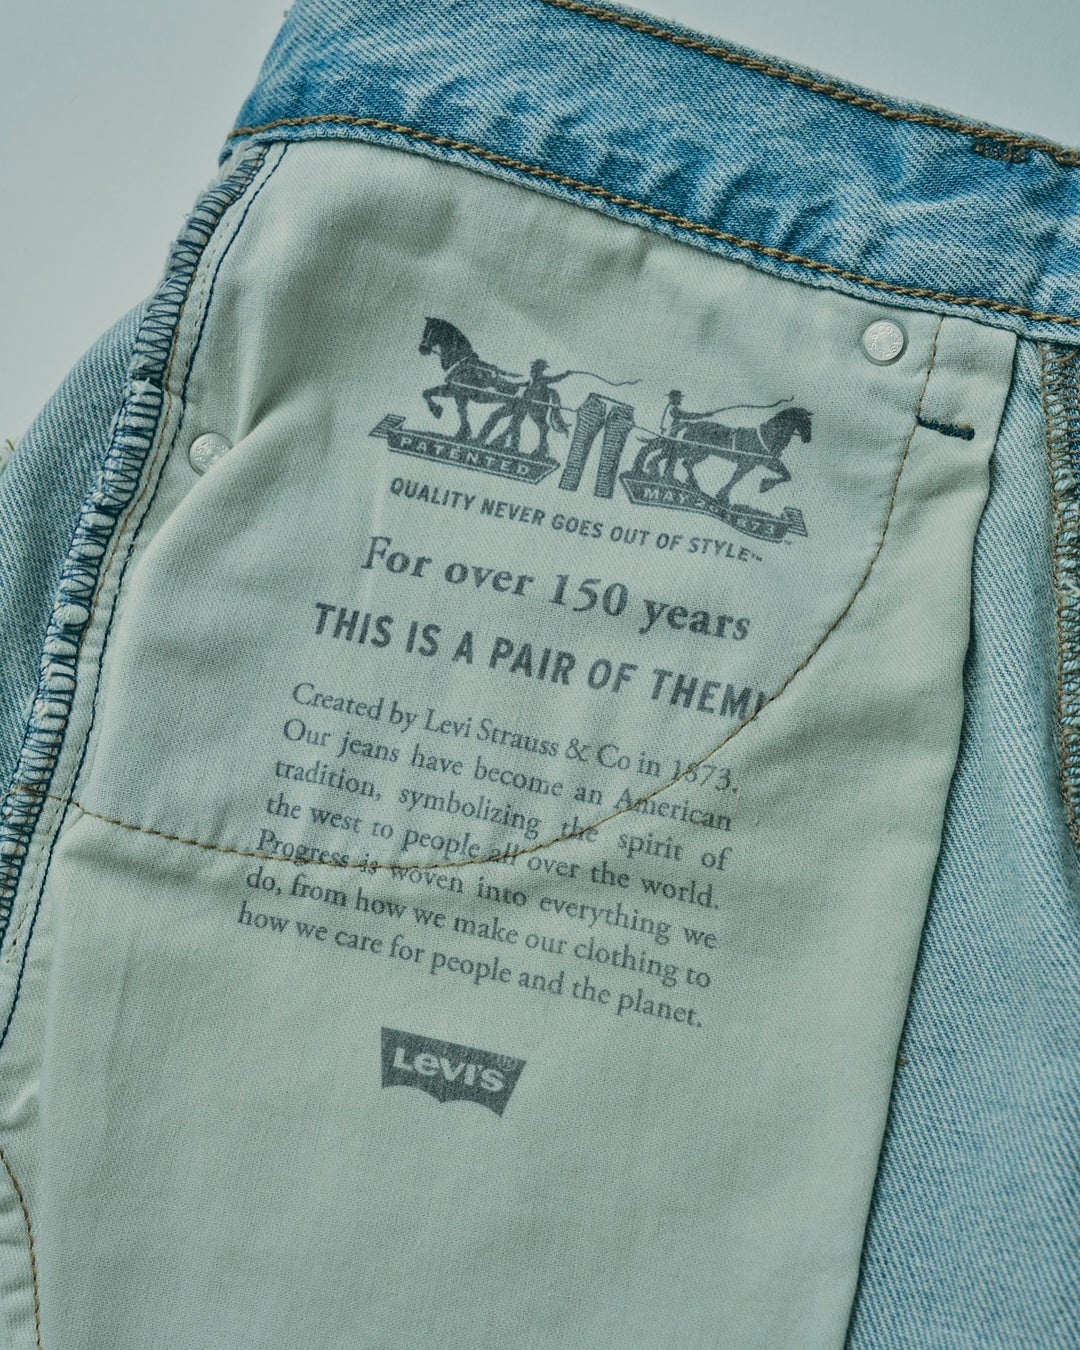 PATENTED
MAY 20 1873
QUALITY NEVER GOES OUT OF STYLE
For over 150 years
THIS IS A PAIR OF THEM!
Created by Levi Strauss & Co in 1873.
Our jeans have become an American
tradition, symbolizing the spirit of
the west to people all over the world.
Progress is woven into everything we
do, from how we make our clothing to
how we care for people and the planet.
LEVI'S